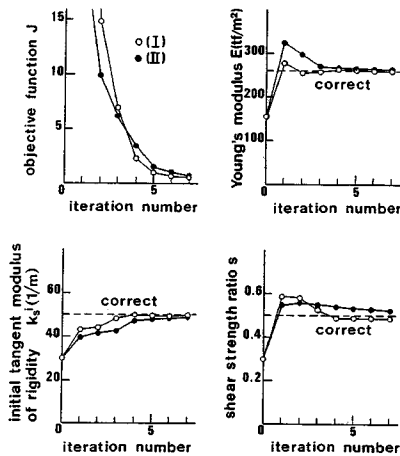 objective function J
15
10
5
0
5
(I)
(II)
iteration number
Young's modulus E(tf/m²)
300
200
100
0
5
correct
iteration number
initial tangent modulus
of rigidity ksⁱ(1/m)
60
40
20
0
5
correct
iteration number
shear strength ratio s
0.6
0.4
0.2
0
5
correct
iteration number